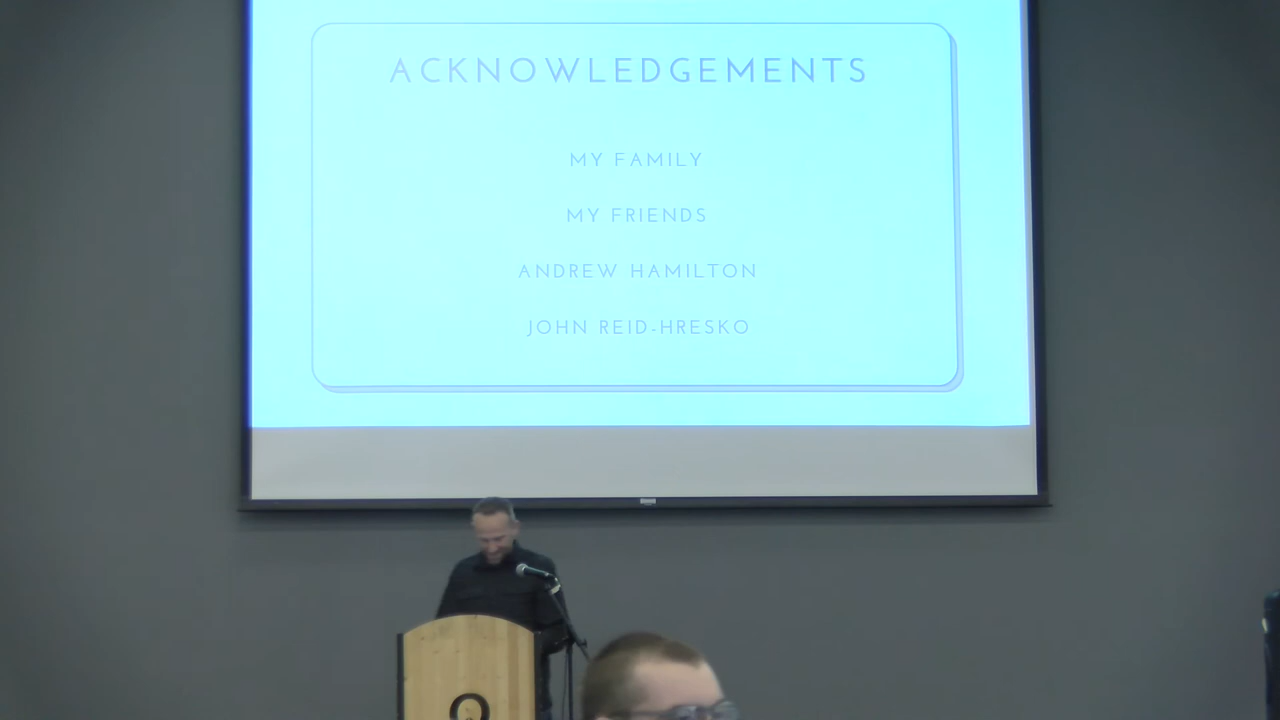 ACKNOWLEDGEMENTS
MY FAMILY
MY FRIENDS
ANDREW HAMILTON
JOHN REID-HRESKO